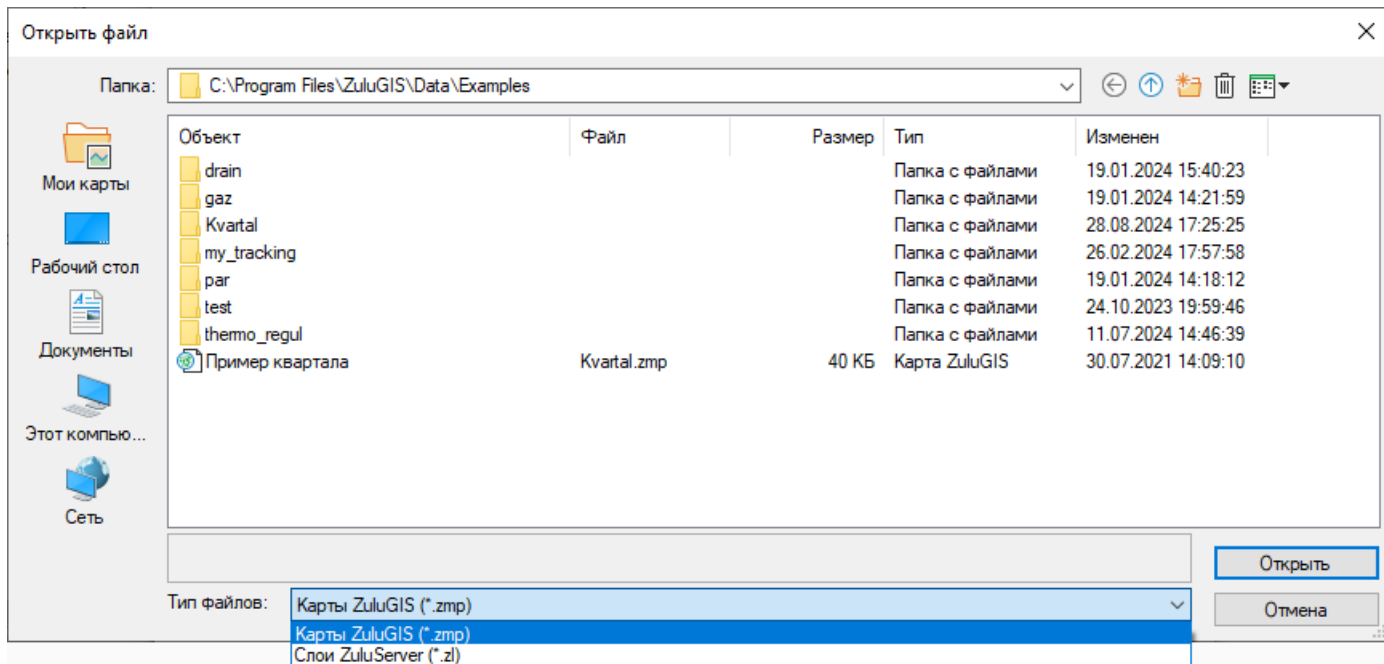 Открыть файл
Папка: C:\Program Files\ZuluGIS\Data\Examples
Объект Файл Размер Тип Изменен
drain Папка с файлами 19.01.2024 15:40:23
gaz Папка с файлами 19.01.2024 14:21:59
Kvartal Папка с файлами 28.08.2024 17:25:25
my_tracking Папка с файлами 26.02.2024 17:57:58
par Папка с файлами 19.01.2024 14:18:12
test Папка с файлами 24.10.2023 19:59:46
thermo_regul Папка с файлами 11.07.2024 14:46:39
Пример квартала Kvartal.zmp 40 КБ Карта ZuluGIS 30.07.2021 14:09:10
Мои карты
Рабочий стол
Документы
Этот компью...
Сеть
Открыть
Тип файлов: Карты ZuluGIS (*.zmp)
Отмена
Карты ZuluGIS (*.zmp)
Слои ZuluServer (*.zl)